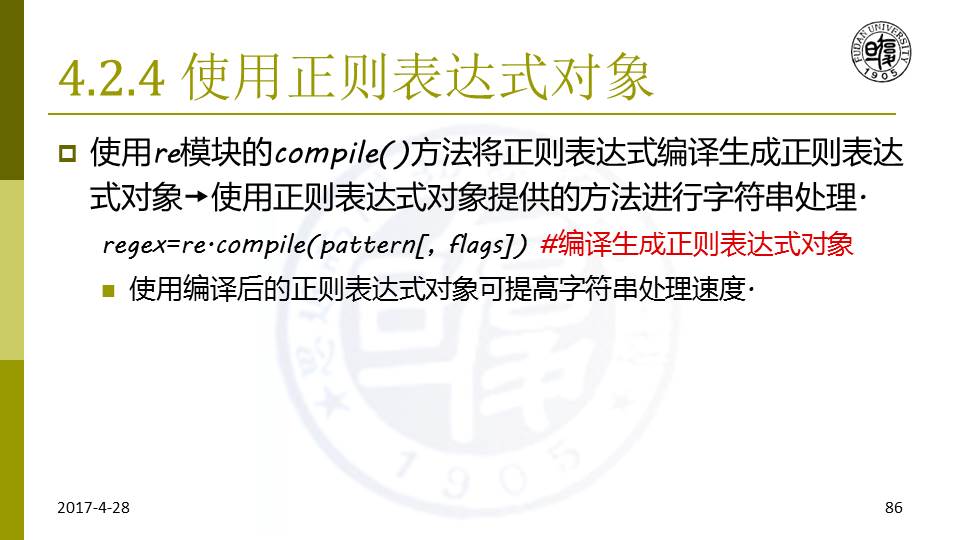 4.2.4 使用正则表达式对象
FUDAN UNIVERSITY
1905
使用re模块的compile()方法将正则表达式编译生成正则表达
式对象→使用正则表达式对象提供的方法进行字符串处理.
regex=re.compile(pattern[, flags]) #编译生成正则表达式对象
使用编译后的正则表达式对象可提高字符串处理速度.
1905
2017-4-28
86